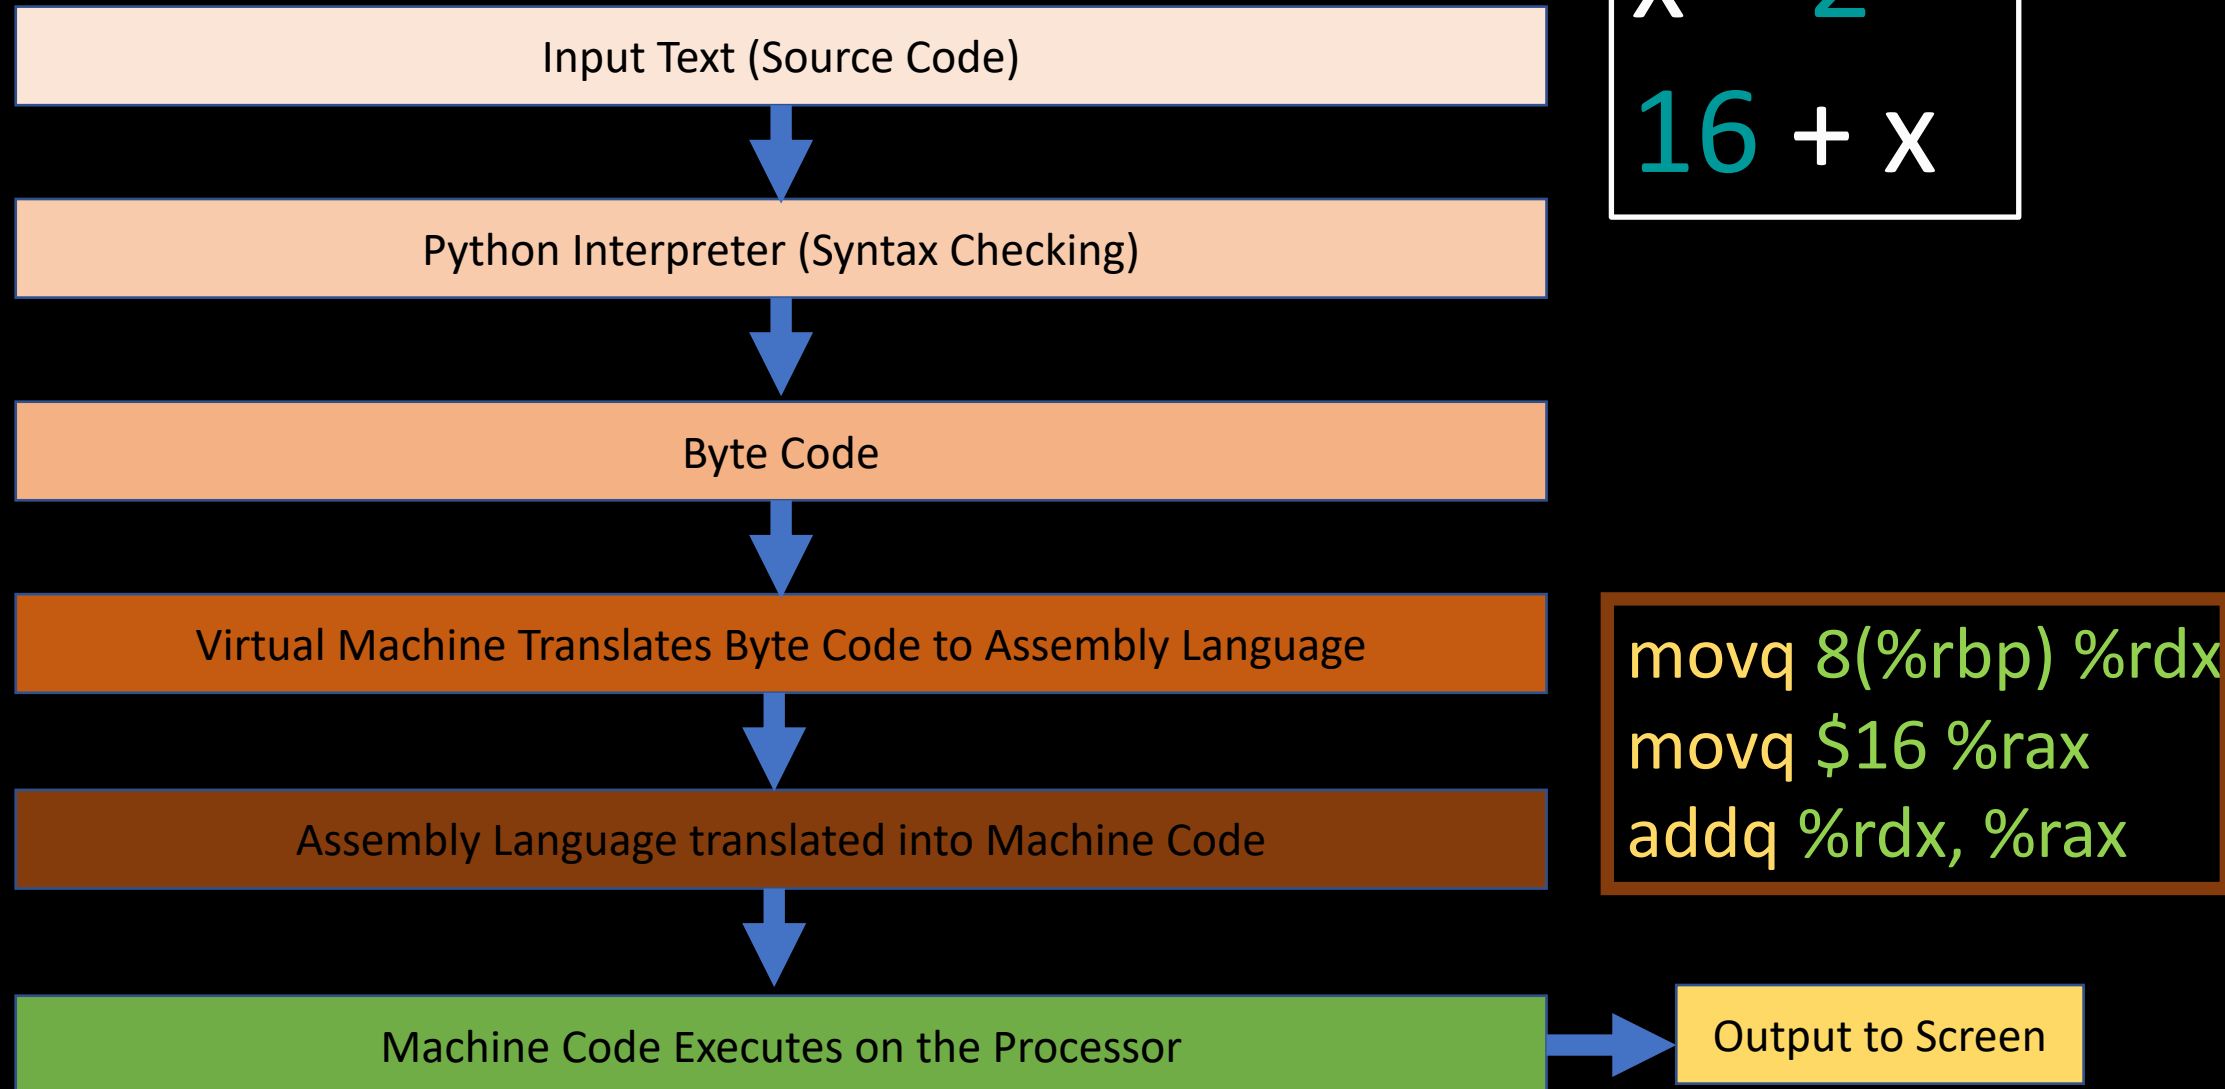 Input Text (Source Code)
16 + x
Python Interpreter (Syntax Checking)
Byte Code
Virtual Machine Translates Byte Code to Assembly Language
movq 8(%rbp) %rdx
movq $16 %rax
addq %rdx, %rax
Assembly Language translated into Machine Code
Machine Code Executes on the Processor
Output to Screen